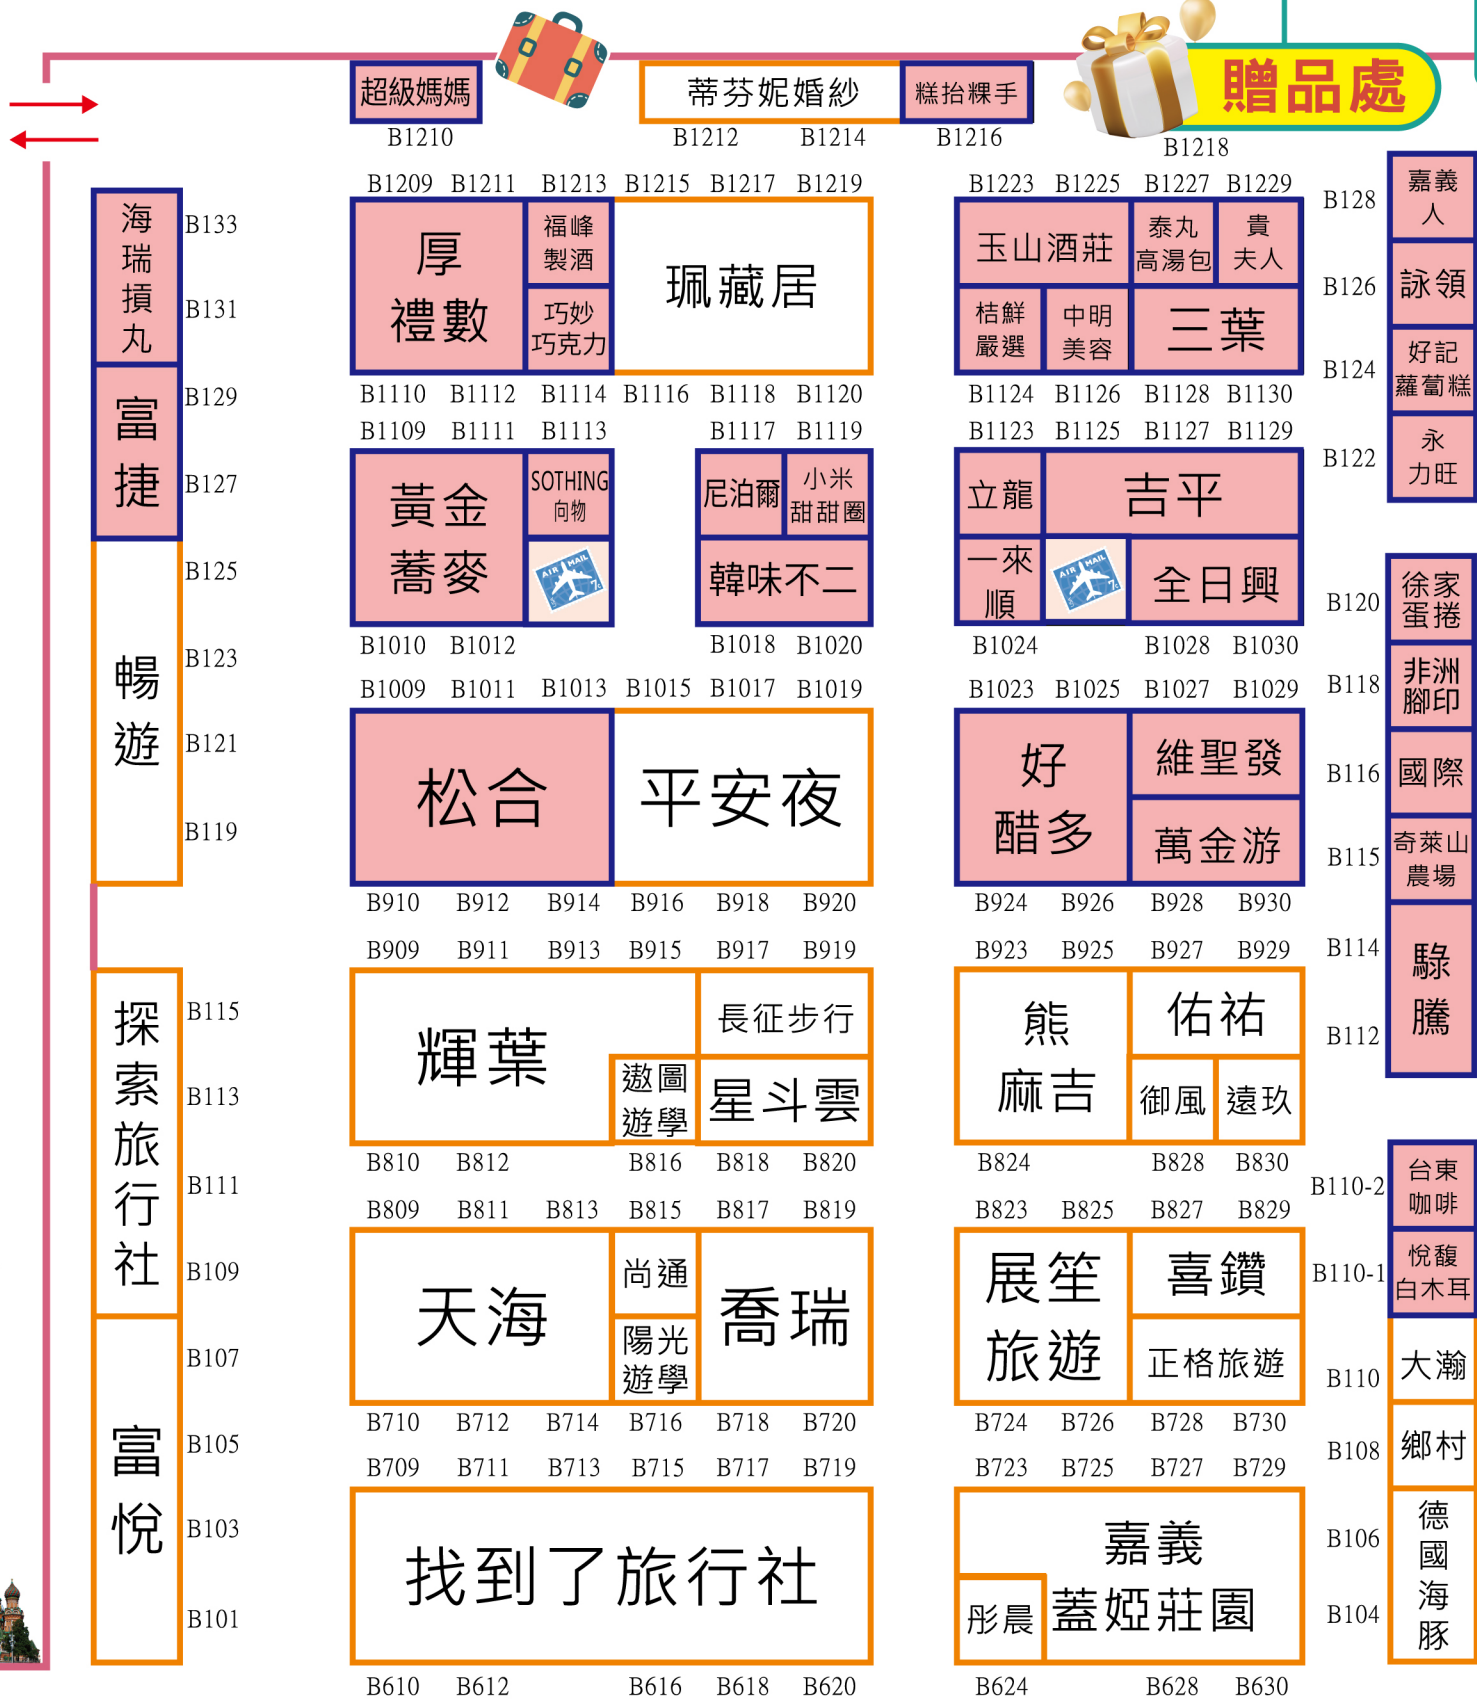 贈品處
超級媽媽
蒂芬妮婚紗
糕抬粿手
B1210
B1212
B1214
B1216
B1218
B1209
B1211
B1213
B1215
B1217
B1219
B1223
B1225
B1227
B1229
厚
禮數
福峰
製酒
巧妙
巧克力
珮藏居
玉山酒莊
泰丸
高湯包
貴
夫人
桔鮮
嚴選
中明
美容
三葉
B1110
B1112
B1114
B1116
B1118
B1120
B1124
B1126
B1128
B1130
B1109
B1111
B1113
B1117
B1119
B1123
B1125
B1127
B1129
黃金
蕎麥
SOTHING
向物
AIR MAIL
7c
尼泊爾
小米
甜甜圈
韓味不二
立龍
吉平
一來
順
AIR MAIL
7c
全日興
B1010
B1012
B1018
B1020
B1024
B1028
B1030
B1009
B1011
B1013
B1015
B1017
B1019
B1023
B1025
B1027
B1029
松合
平安夜
好
醋多
維聖發
萬金游
B910
B912
B914
B916
B918
B920
B924
B926
B928
B930
B909
B911
B913
B915
B917
B919
B923
B925
B927
B929
輝葉
長征步行
遨圖
遊學
星斗雲
熊
麻吉
佑祐
御風
遠玖
B810
B812
B816
B818
B820
B824
B828
B830
B809
B811
B813
B815
B817
B819
B823
B825
B827
B829
天海
尚通
陽光
遊學
喬瑞
展笙
旅遊
喜鑽
正格旅遊
B710
B712
B714
B716
B718
B720
B724
B726
B728
B730
B709
B711
B713
B715
B717
B719
B723
B725
B727
B729
找到了旅行社
嘉義
蓋婭莊園
彤晨
B610
B612
B616
B618
B620
B624
B628
B630
海瑞摃丸
B133
B131
富捷
B129
B127
暢遊
B125
B123
B121
B119
探索旅行社
B115
B113
B111
B109
富悅
B107
B105
B103
B101
B128
嘉義
人
B126
詠領
B124
好記
蘿蔔糕
B122
永
力旺
B120
徐家
蛋捲
B118
非洲
腳印
B116
國際
B115
奇萊山
農場
B114
騄騰
B112
B110-2
台東
咖啡
B110-1
悅馥
白木耳
B110
大瀚
B108
鄉村
B106
德國海豚
B104